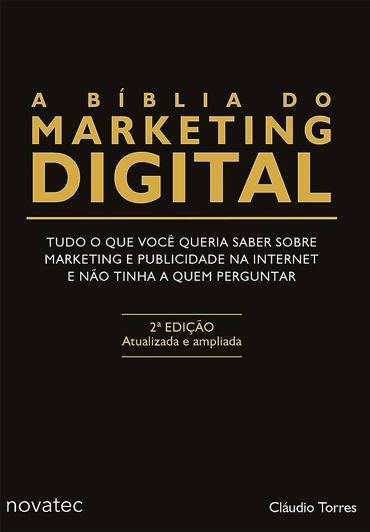 A BÍBLIA DO
MARKETING
DIGITAL
TUDO O QUE VOCÊ QUERIA SABER SOBRE
MARKETING E PUBLICIDADE NA INTERNET
E NÃO TINHA A QUEM PERGUNTAR
2ª EDIÇÃO
Atualizada e ampliada
novatec
Cláudio Torres